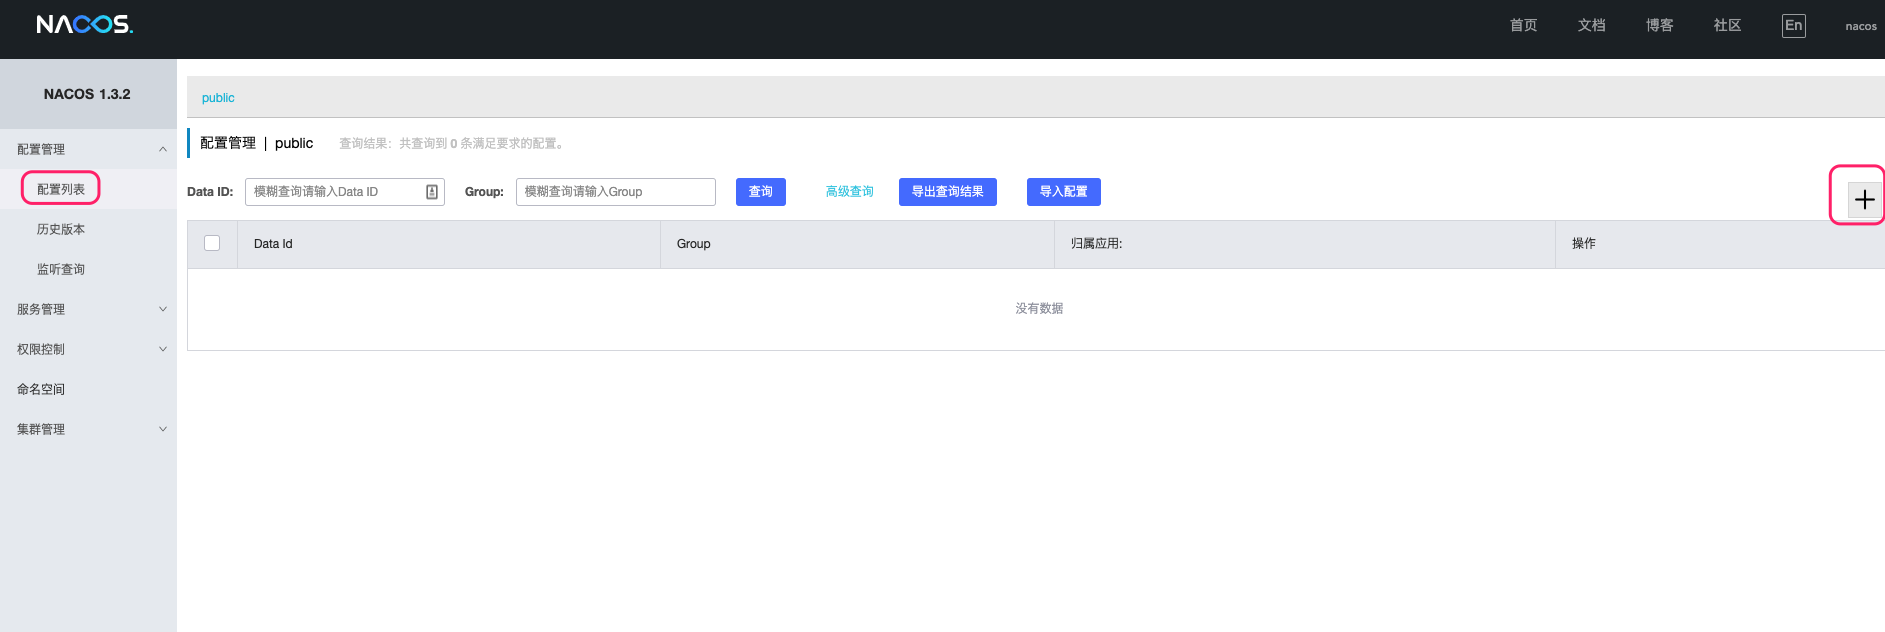 NACOS.
首页 文档 博客 社区 En nacos
NACOS 1.3.2
配置管理
配置列表
历史版本
监听查询
服务管理
权限控制
命名空间
集群管理
public
配置管理 | public 查询结果：共查询到 0 条满足要求的配置。
Data ID: 模糊查询请输入Data ID Group: 模糊查询请输入Group 查询 高级查询 导出查询结果 导入配置
Data Id Group 归属应用: 操作
没有数据